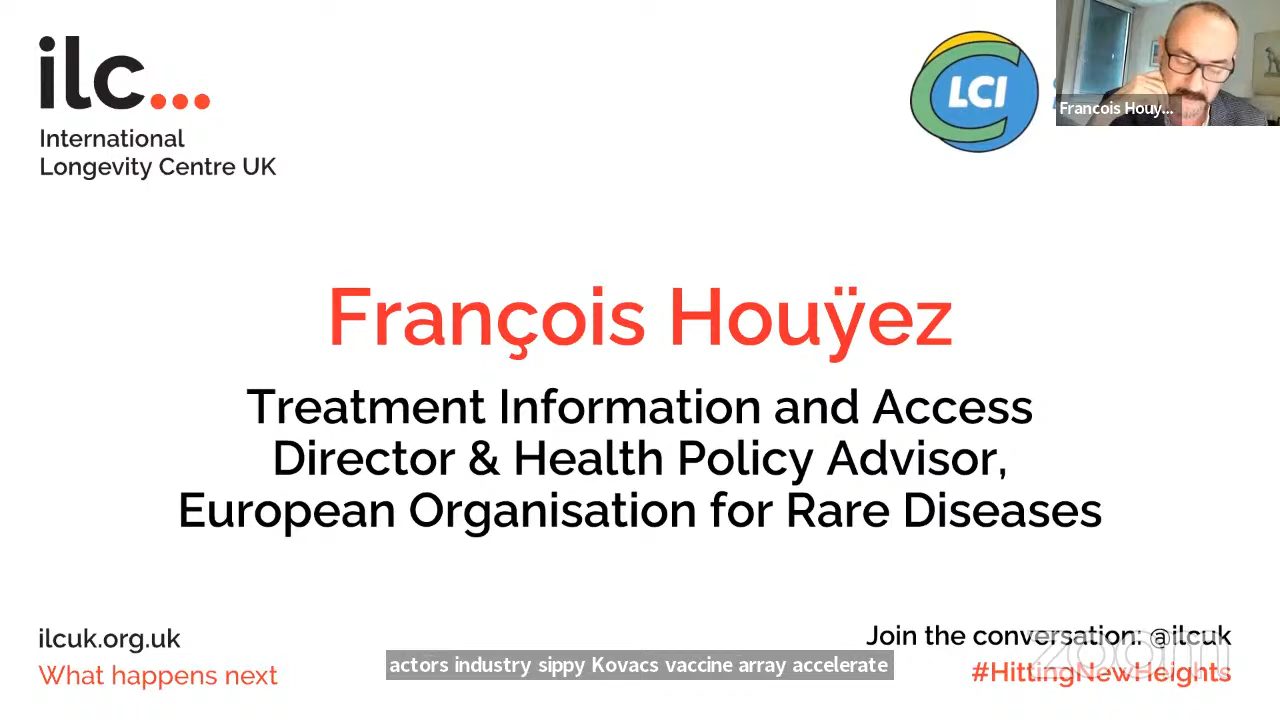 ilc...
International
Longevity Centre UK
LCI
Francois Houy...
François Houÿez
Treatment Information and Access
Director & Health Policy Advisor,
European Organisation for Rare Diseases
ilcuk.org.uk
What happens next
Join the conversation: @ilcuk
#HittingNewHeights
zoom
actors industry sippy Kovacs vaccine array accelerate